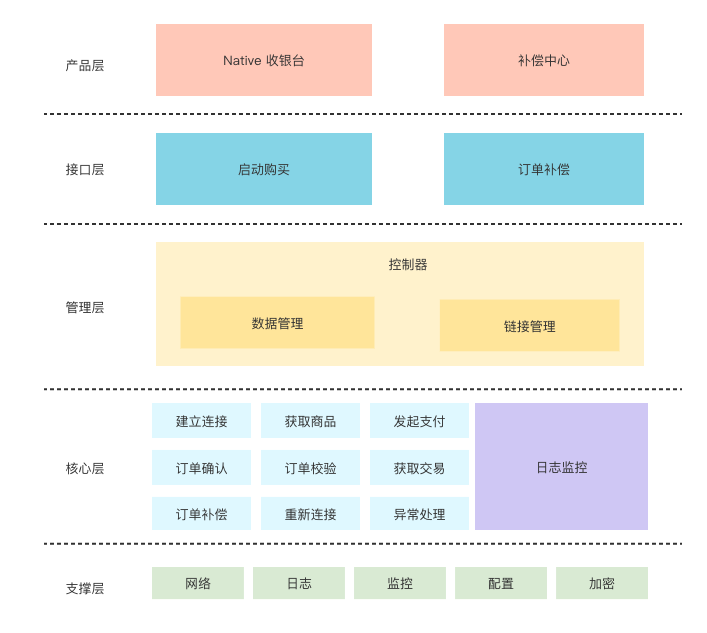 产品层
Native 收银台
补偿中心
接口层
启动购买
订单补偿
管理层
控制器
数据管理
链接管理
核心层
建立连接
获取商品
发起支付
订单确认
订单校验
获取交易
订单补偿
重新连接
异常处理
日志监控
支撑层
网络
日志
监控
配置
加密